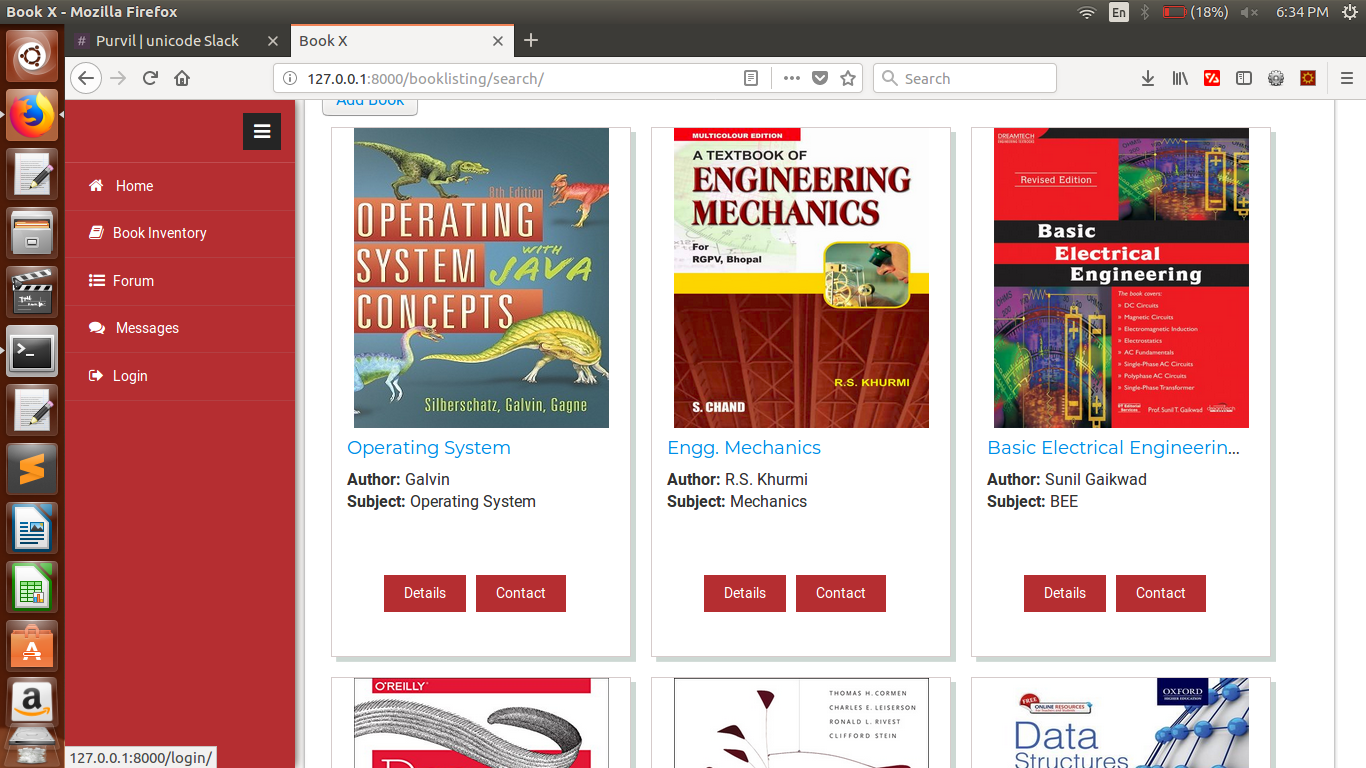 Book X - Mozilla Firefox
En
(18%)
6:34 PM
# Purvil | unicode Slack
Book X
127.0.0.1:8000/booklisting/search/
Search
Add Book
Home
Book Inventory
Forum
Messages
Login
8th Edition
OPERATING
SYSTEM WITH
JAVA
CONCEPTS
Silberschatz, Galvin, Gagne
Operating System
Author: Galvin
Subject: Operating System
Details
Contact
MULTICOLOUR EDITION
A TEXTBOOK OF
ENGINEERING
MECHANICS
For
RGPV, Bhopal
R.S. KHURMI
S. CHAND
Engg. Mechanics
Author: R.S. Khurmi
Subject: Mechanics
Details
Contact
DREAMTECH
Revised Edition
Basic
Electrical
Engineering
The book covers:
» DC Circuits
» Magnetic Circuits
» Electromagnetic Induction
» Electrostatics
» AC Fundamentals
» Single-Phase AC Circuits
» Polyphase AC Circuits
» Single-Phase Transformer
Prof. Sunil T. Gaikwad
Basic Electrical Engineerin...
Author: Sunil Gaikwad
Subject: BEE
Details
Contact
O'REILLY
THOMAS H. CORMEN
CHARLES E. LEISERSON
RONALD L. RIVEST
CLIFFORD STEIN
FREE
ONLINE RESOURCES
OXFORD
Data
Structures
127.0.0.1:8000/login/